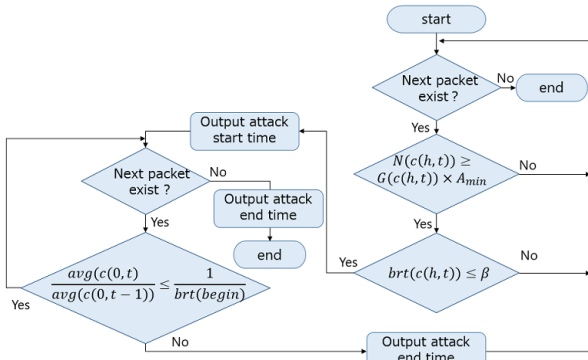 start
Next packet
exist ?
No
end
Yes
N(c(h,t)) ≥
G(c(h,t)) × A_min
No
Yes
brt(c(h,t)) ≤ β
No
Yes
Output attack
start time
Next packet
exist ?
No
Output attack
end time
end
Yes
avg(c(0,t) / avg(c(0,t−1)) ≤ 1 / brt(begin)
Yes
No
Output attack
end time